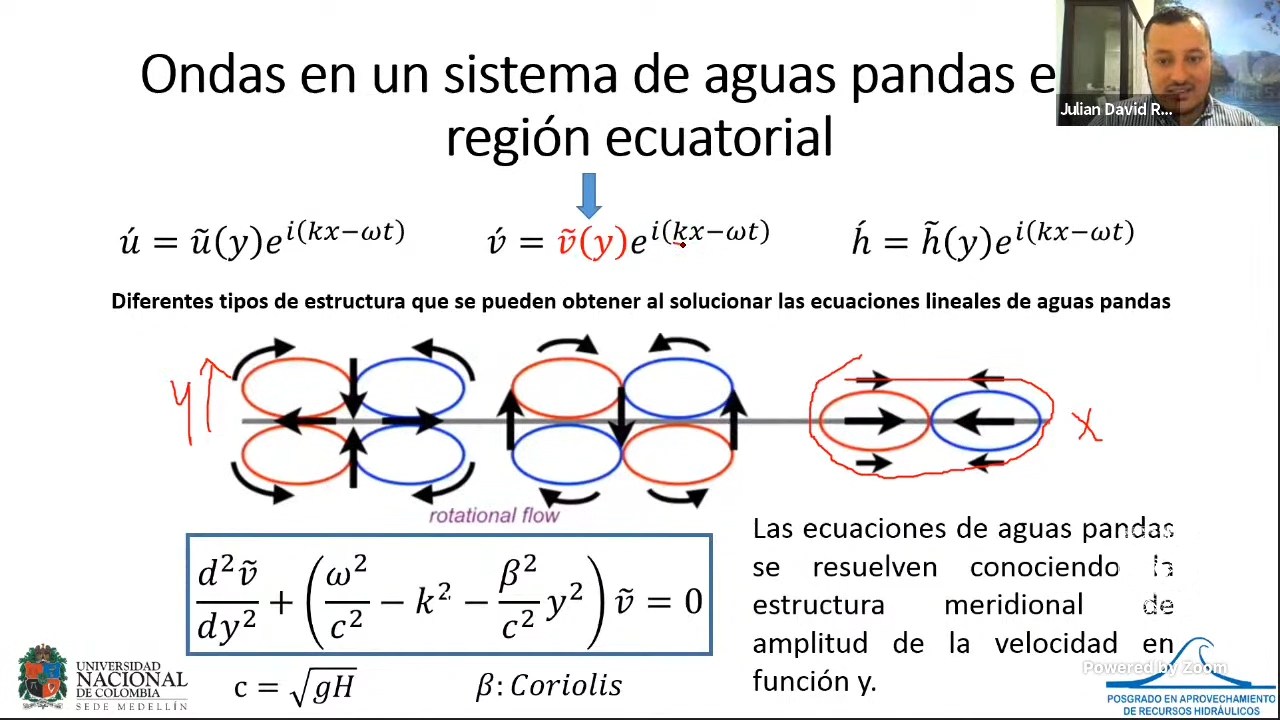 Ondas en un sistema de aguas pandas e
región ecuatorial
Julian David R...
ú = ũ(y)e^{i(kx−ωt)}
v́ = ṽ(y)e^{i(kx−ωt)}
h́ = h̃(y)e^{i(kx−ωt)}
Diferentes tipos de estructura que se pueden obtener al solucionar las ecuaciones lineales de aguas pandas
y
x
rotational flow
d²ṽ/dy² + (ω²/c² − k² − β²/c² y²) ṽ = 0
c = √gH
β: Coriolis
Las ecuaciones de aguas pandas
se resuelven conociendo la
estructura meridional de
amplitud de la velocidad en
función y.
Powered by Zoom
UNIVERSIDAD
NACIONAL
DE COLOMBIA
SEDE MEDELLÍN
POSGRADO EN APROVECHAMIENTO
DE RECURSOS HIDRÁULICOS